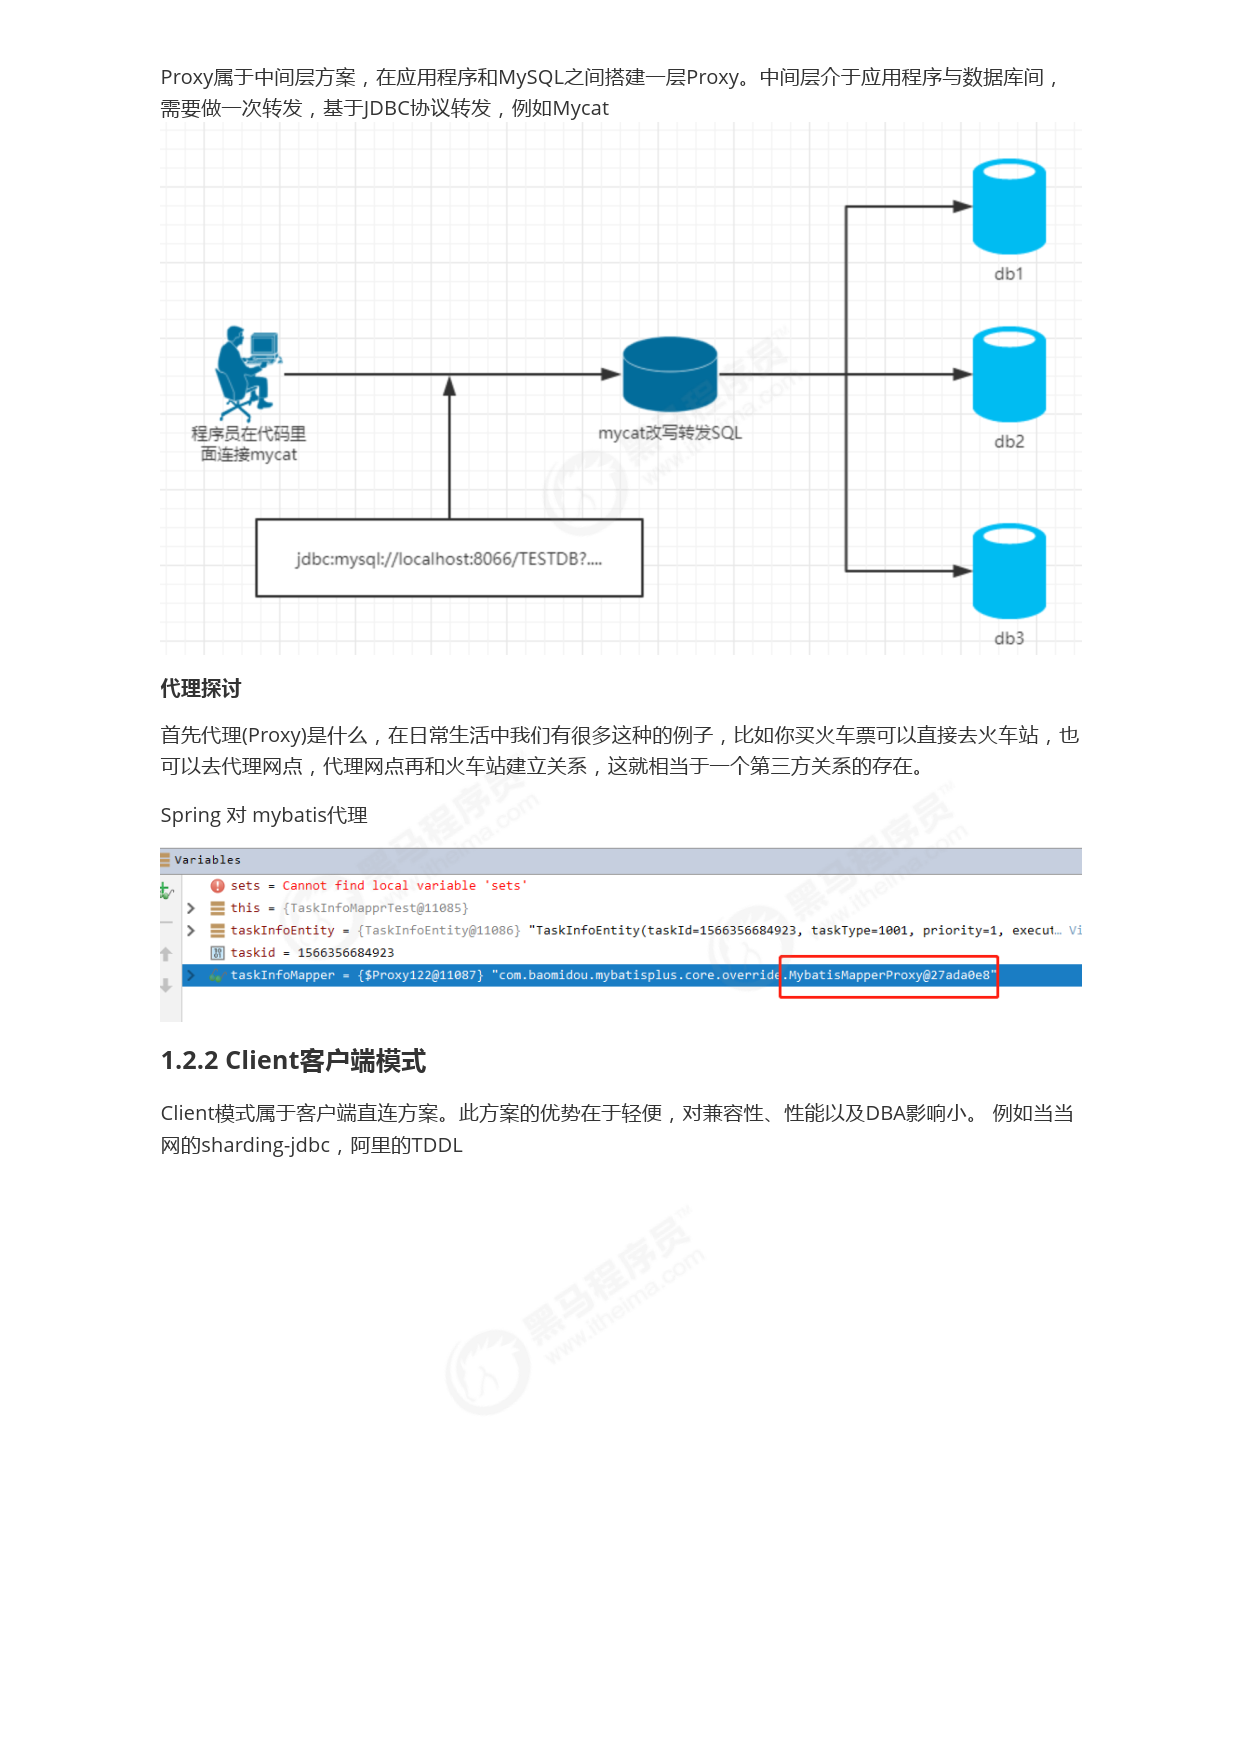 Proxy属于中间层方案，在应用程序和MySQL之间搭建一层Proxy。中间层介于应用程序与数据库间，
需要做一次转发，基于JDBC协议转发，例如Mycat
db1
db2
程序员在代码里
面连接mycat
mycat改写转发SQL
jdbc:mysql://localhost:8066/TESTDB?....
db3
代理探讨
首先代理(Proxy)是什么，在日常生活中我们有很多这种的例子，比如你买火车票可以直接去火车站，也
可以去代理网点，代理网点再和火车站建立关系，这就相当于一个第三方关系的存在。
Spring 对 mybatis代理
Variables
sets = Cannot find local variable 'sets'
this = {TaskInfoMapprTest@11085}
taskInfoEntity = {TaskInfoEntity@11086} "TaskInfoEntity(taskId=1566356684923, taskType=1001, priority=1, execut... Vi
taskid = 1566356684923
taskInfoMapper = {$Proxy122@11087} "com.baomidou.mybatisplus.core.override.MybatisMapperProxy@27ada0e8"
1.2.2 Client客户端模式
Client模式属于客户端直连方案。此方案的优势在于轻便，对兼容性、性能以及DBA影响小。 例如当当
网的sharding-jdbc，阿里的TDDL
黑马程序员™
www.itheima.com